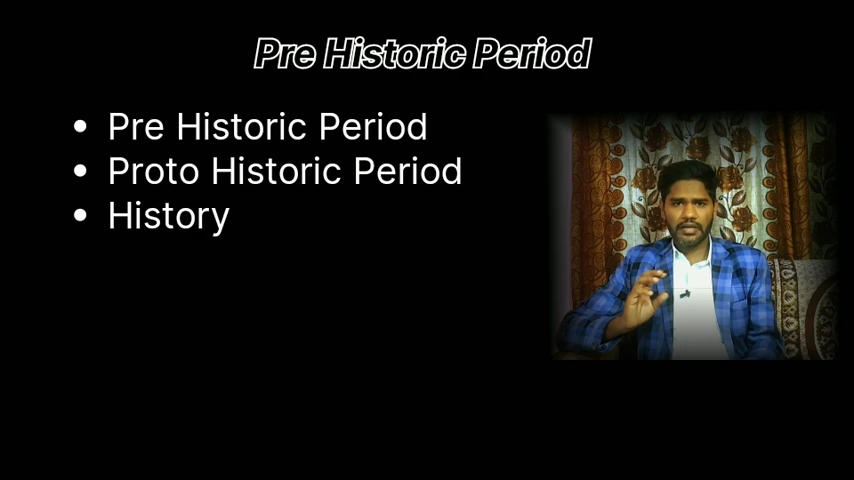 Pre Historic Period
• Pre Historic Period
• Proto Historic Period
• History